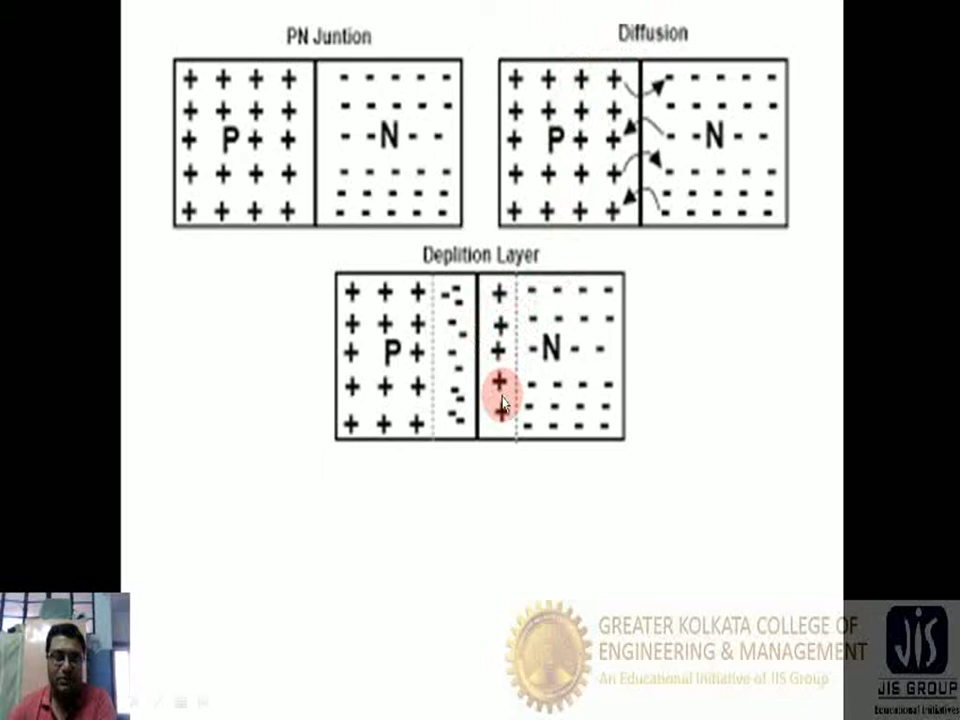 PN Juntion
Diffusion
P
N
P
N
Deplition Layer
P
N
GREATER KOLKATA COLLEGE OF
ENGINEERING & MANAGEMENT
An Educational Initiative of JIS Group
JIS
JIS GROUP
Educational Initiatives